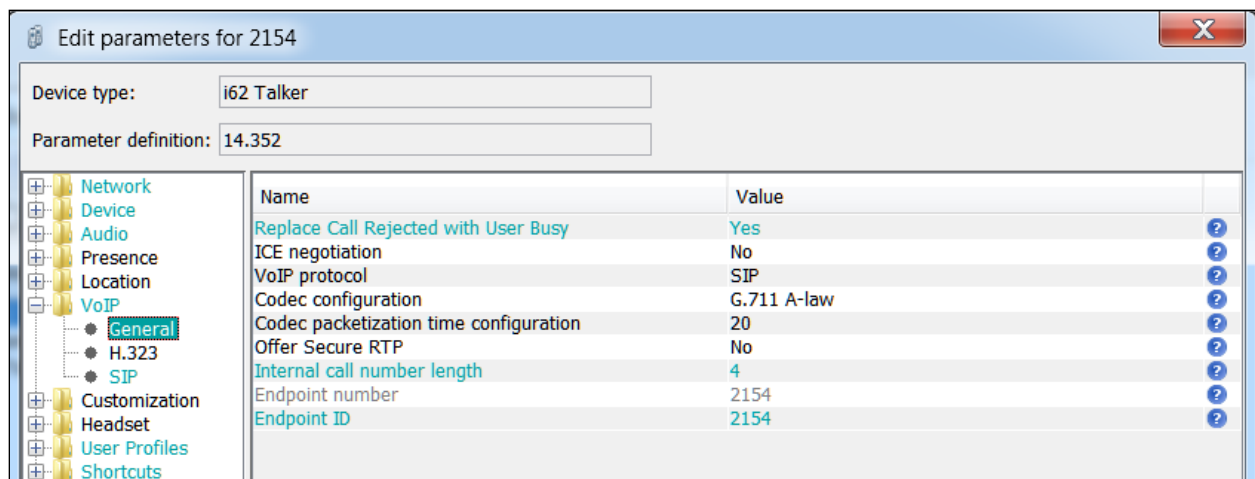 Edit parameters for 2154
X
Device type: i62 Talker
Parameter definition: 14.352
Network
Device
Audio
Presence
Location
VoIP
General
H.323
SIP
Customization
Headset
User Profiles
Shortcuts
Name Value
Replace Call Rejected with User Busy Yes ?
ICE negotiation No ?
VoIP protocol SIP ?
Codec configuration G.711 A-law ?
Codec packetization time configuration 20 ?
Offer Secure RTP No ?
Internal call number length 4 ?
Endpoint number 2154 ?
Endpoint ID 2154 ?